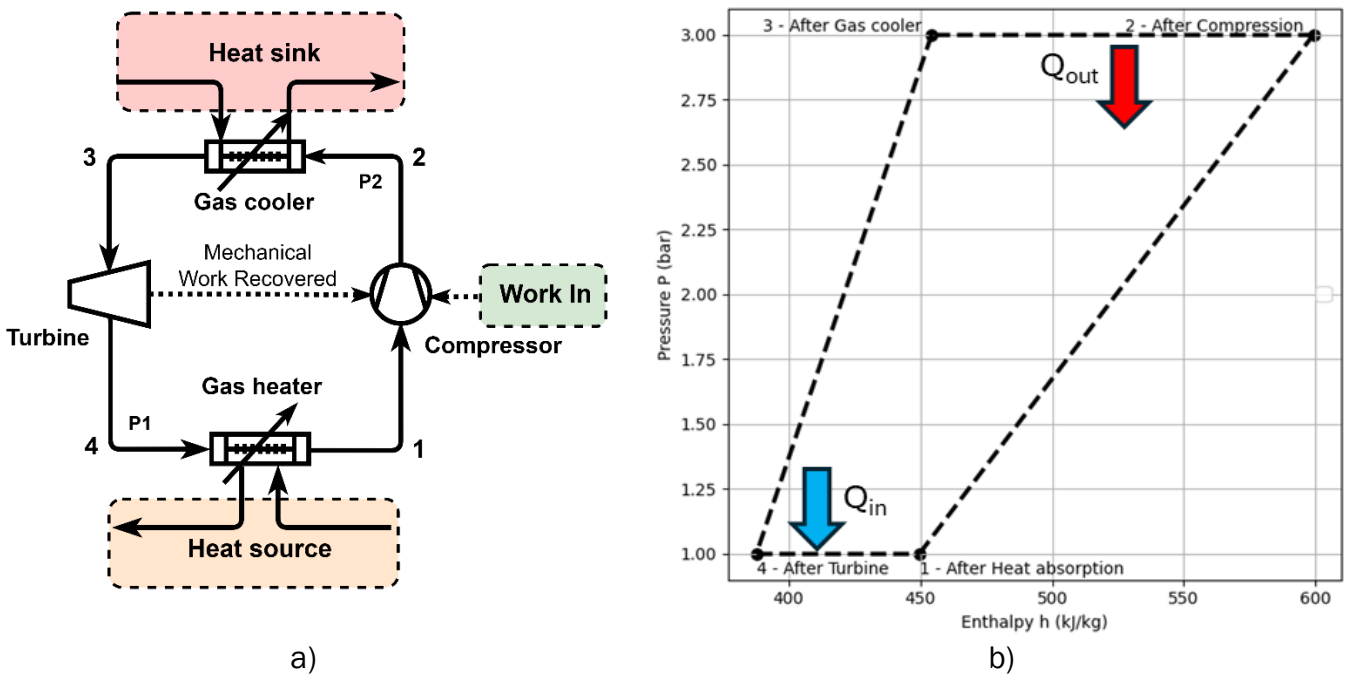 Heat sink
3
2
P2
Gas cooler
Mechanical
Work Recovered
Work In
Turbine
Compressor
Gas heater
P1
4
1
Heat source
a)
3 - After Gas cooler
2 - After Compression
Qout
Qin
4 - After Turbine
1 - After Heat absorption
3.00
2.75
2.50
2.25
2.00
1.75
1.50
1.25
1.00
Pressure P (bar)
400
450
500
550
600
Enthalpy h (kJ/kg)
b)